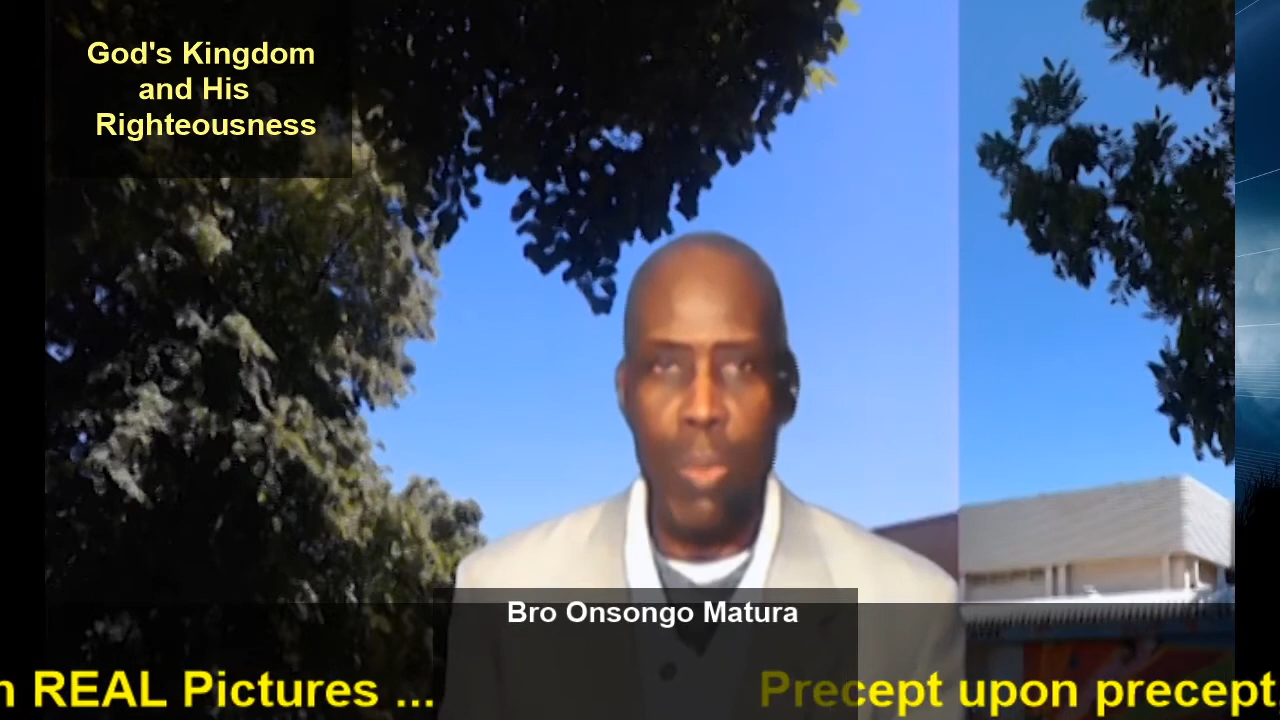 God's Kingdom
and His
Righteousness
Bro Onsongo Matura
n REAL Pictures ...
Precept upon precept